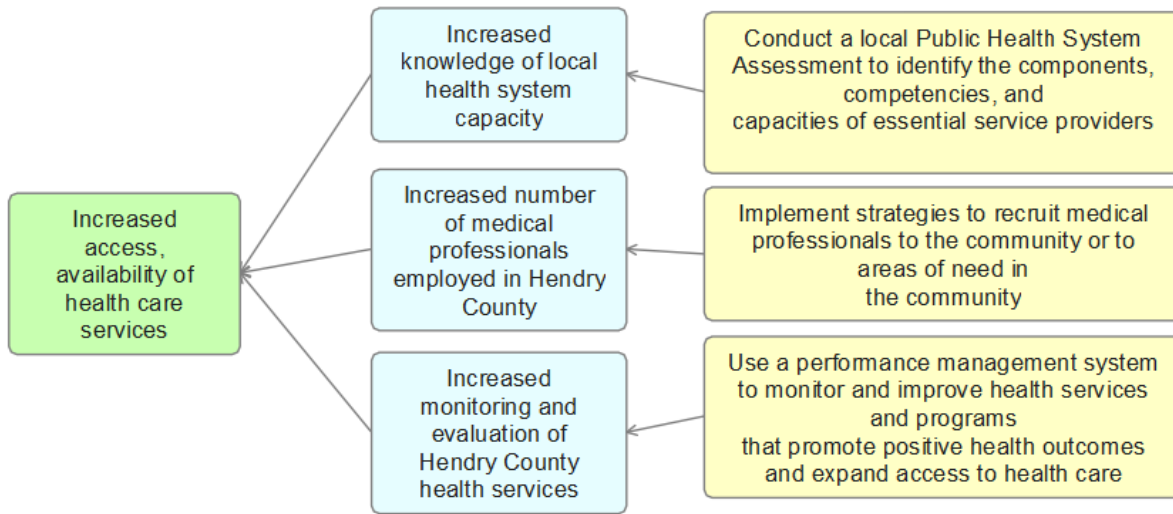 Increased
access,
availability of
health care
services
Increased
knowledge of local
health system
capacity
Increased number
of medical
professionals
employed in Hendry
County
Increased
monitoring and
evaluation of
Hendry County
health services
Conduct a local Public Health System
Assessment to identify the components,
competencies, and
capacities of essential service providers
Implement strategies to recruit medical
professionals to the community or to
areas of need in
the community
Use a performance management system
to monitor and improve health services
and programs
that promote positive health outcomes
and expand access to health care